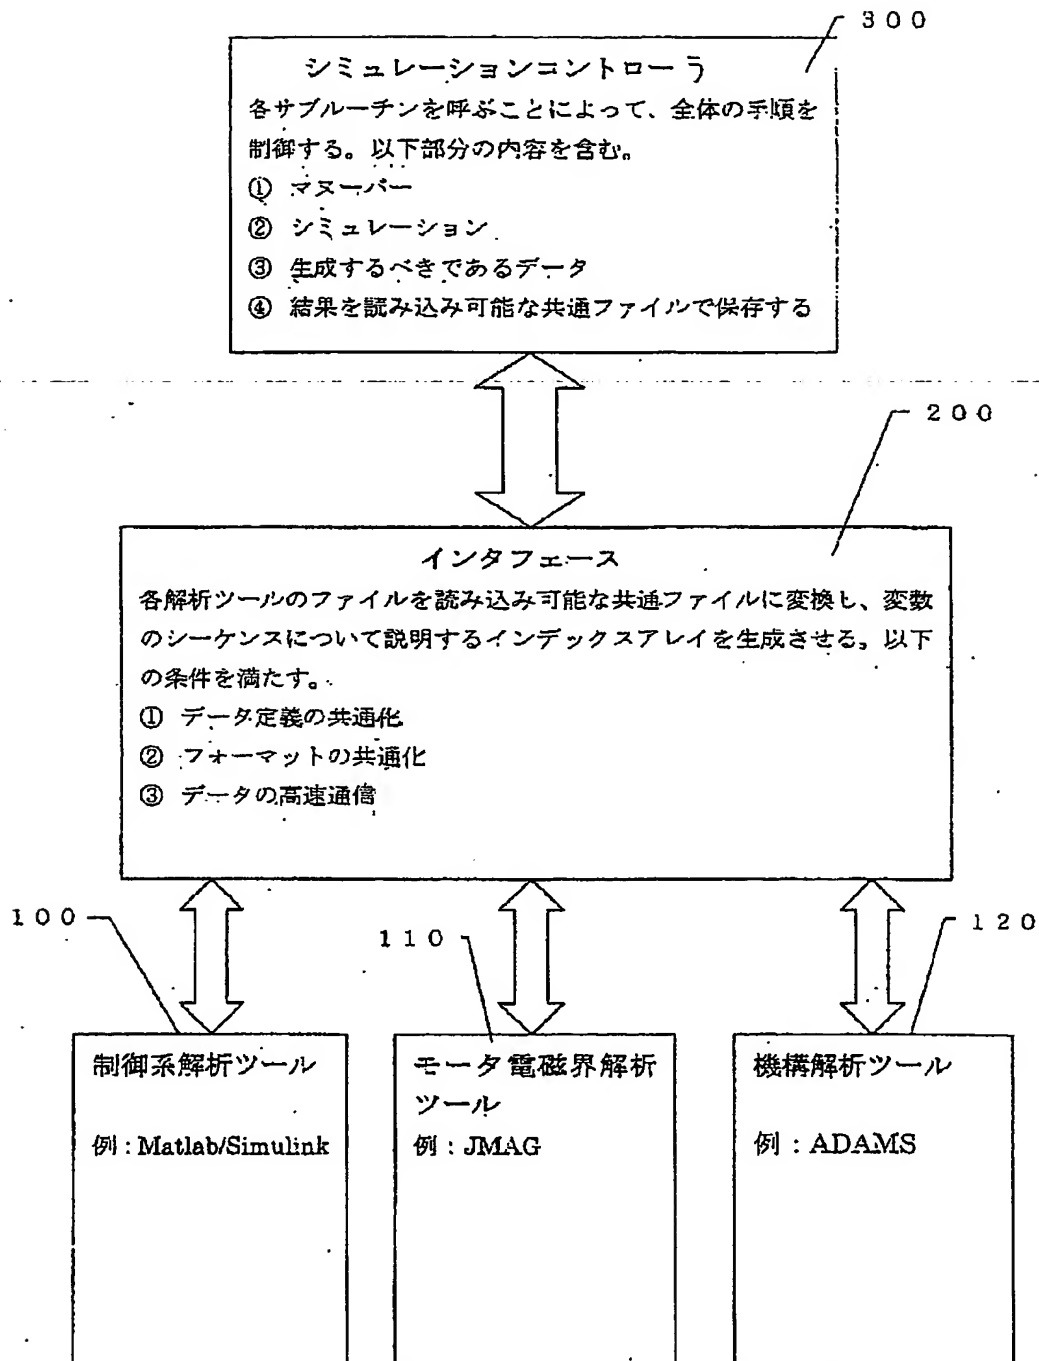 300
シミュレーションコントローラ
各サブルーチンを呼ぶことによって、全体の手順を
制御する。以下部分の内容を含む。
① マヌーバー
② シミュレーション
③ 生成するべきであるデータ
④ 結果を読み込み可能な共通ファイルで保存する
200
インタフェース
各解析ツールのファイルを読み込み可能な共通ファイルに変換し、変数
のシーケンスについて説明するインデックスアレイを生成させる。以下
の条件を満たす。
① データ定義の共通化
② フォーマットの共通化
③ データの高速通信
100
110
120
制御系解析ツール
例：Matlab/Simulink
モータ電磁界解析
ツール
例：JMAG
機構解析ツール
例：ADAMS